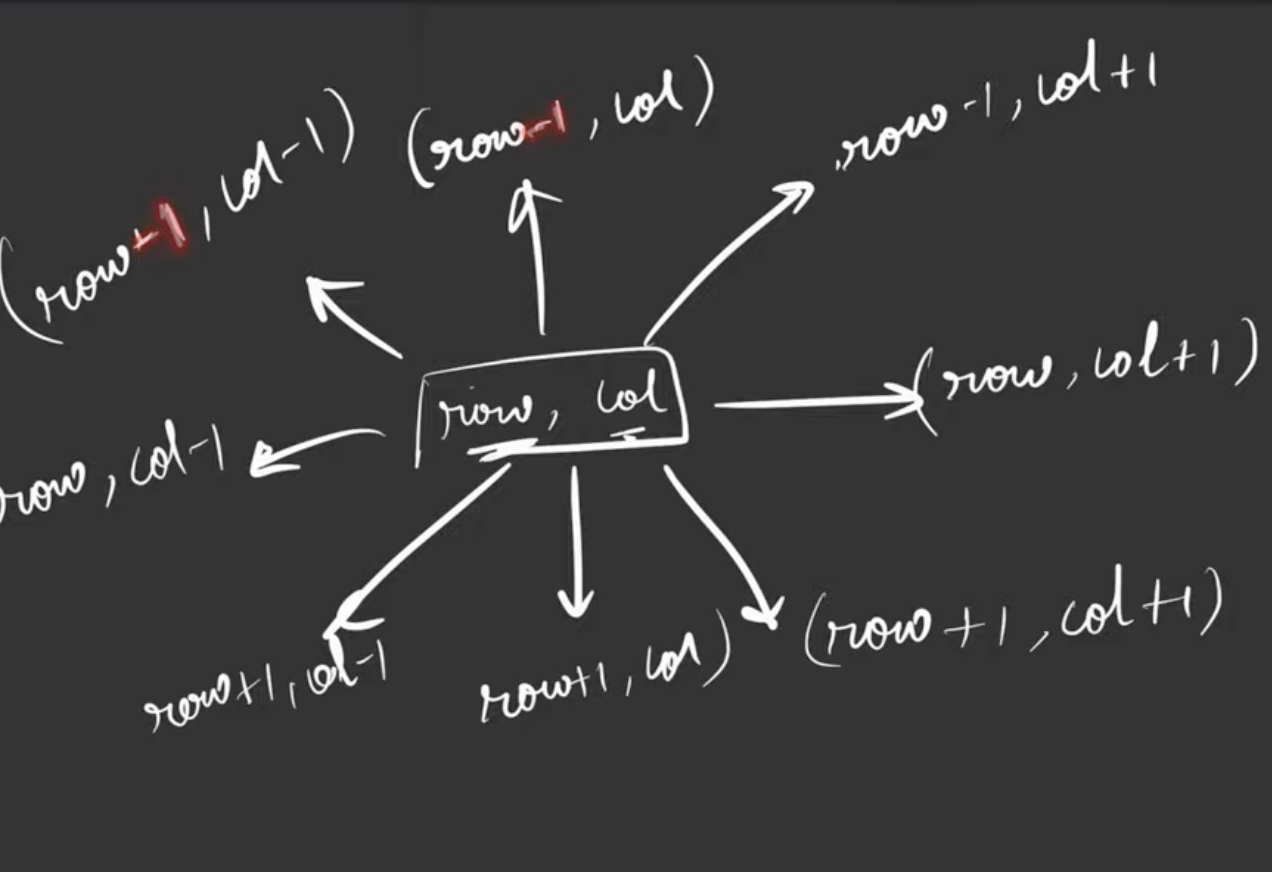 (row-1, col-1)
(row-1, col)
row-1, col+1
row, col-1
row, col
(row, col+1)
row+1, col-1
row+1, col)
(row+1, col+1)